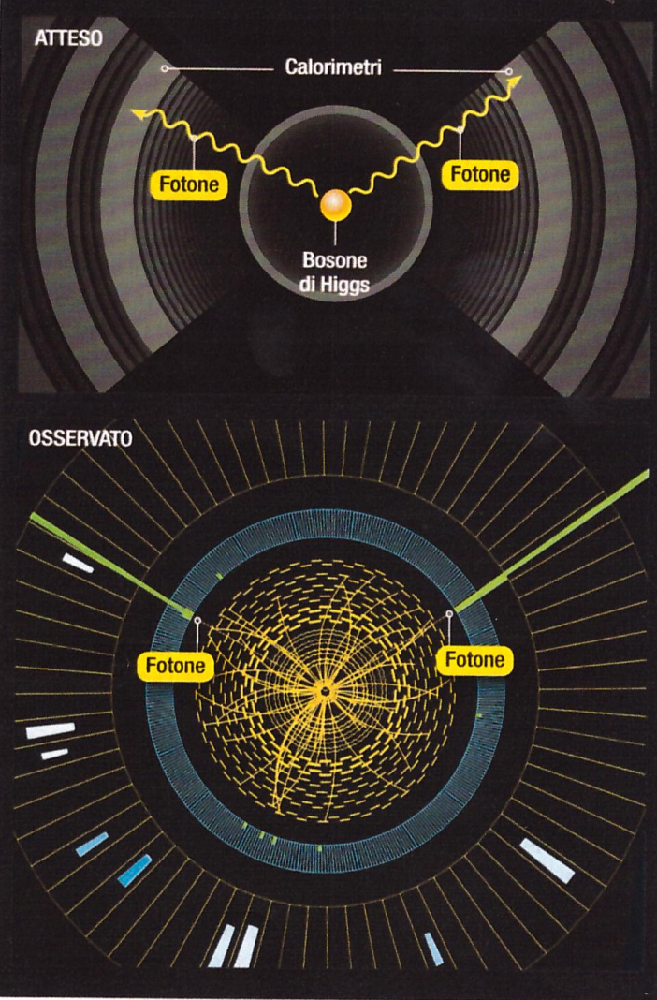 ATTESO
Calorimetri
Fotone
Fotone
Bosone
di Higgs
OSSERVATO
Fotone
Fotone